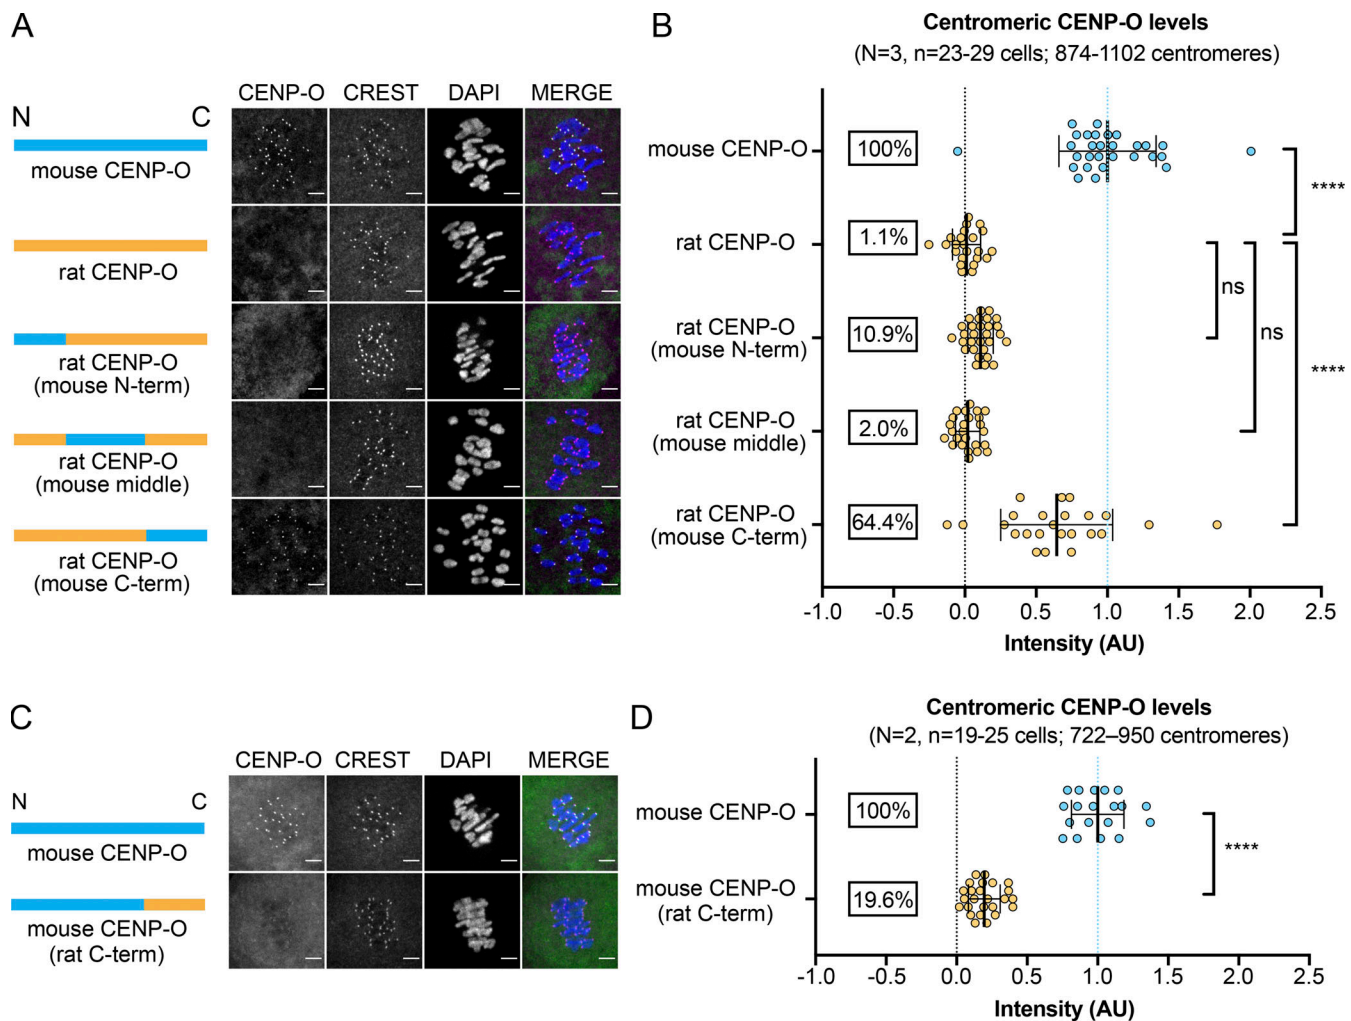 A
CENP-O CREST DAPI MERGE
N C
mouse CENP-O
rat CENP-O
rat CENP-O
(mouse N-term)
rat CENP-O
(mouse middle)
rat CENP-O
(mouse C-term)
B
Centromeric CENP-O levels
(N=3, n=23-29 cells; 874-1102 centromeres)
mouse CENP-O 100%
****
rat CENP-O 1.1%
ns
ns
****
rat CENP-O
(mouse N-term) 10.9%
rat CENP-O
(mouse middle) 2.0%
rat CENP-O
(mouse C-term) 64.4%
-1.0 -0.5 0.0 0.5 1.0 1.5 2.0 2.5
Intensity (AU)
C
CENP-O CREST DAPI MERGE
N C
mouse CENP-O
mouse CENP-O
(rat C-term)
D
Centromeric CENP-O levels
(N=2, n=19-25 cells; 722–950 centromeres)
mouse CENP-O 100%
****
mouse CENP-O
(rat C-term) 19.6%
-1.0 -0.5 0.0 0.5 1.0 1.5 2.0 2.5
Intensity (AU)